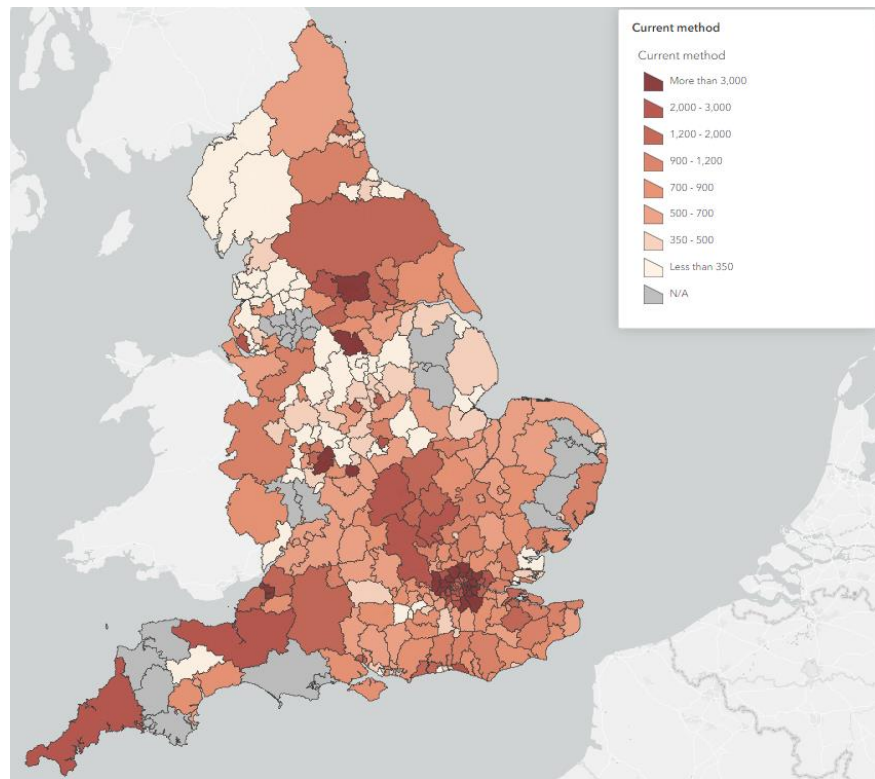 Current method
Current method
More than 3,000
2,000 - 3,000
1,200 - 2,000
900 - 1,200
700 - 900
500 - 700
350 - 500
Less than 350
N/A